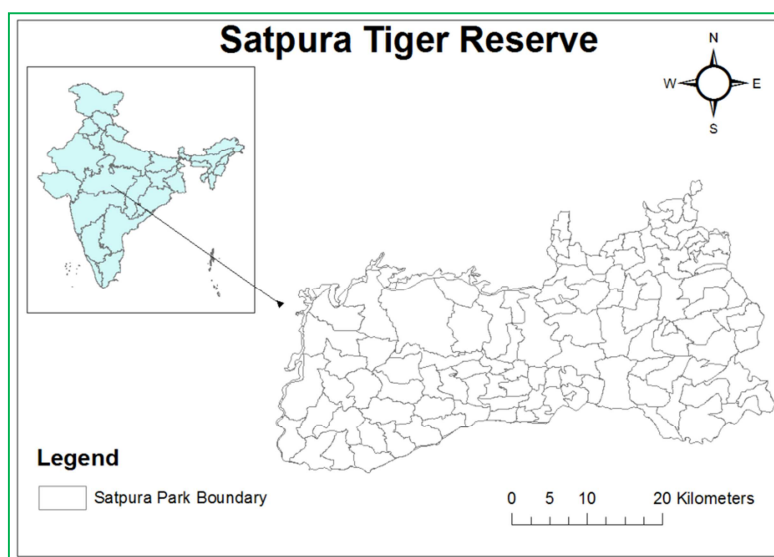 Satpura Tiger Reserve
N
W E
S
Legend
Satpura Park Boundary
0 5 10 20 Kilometers